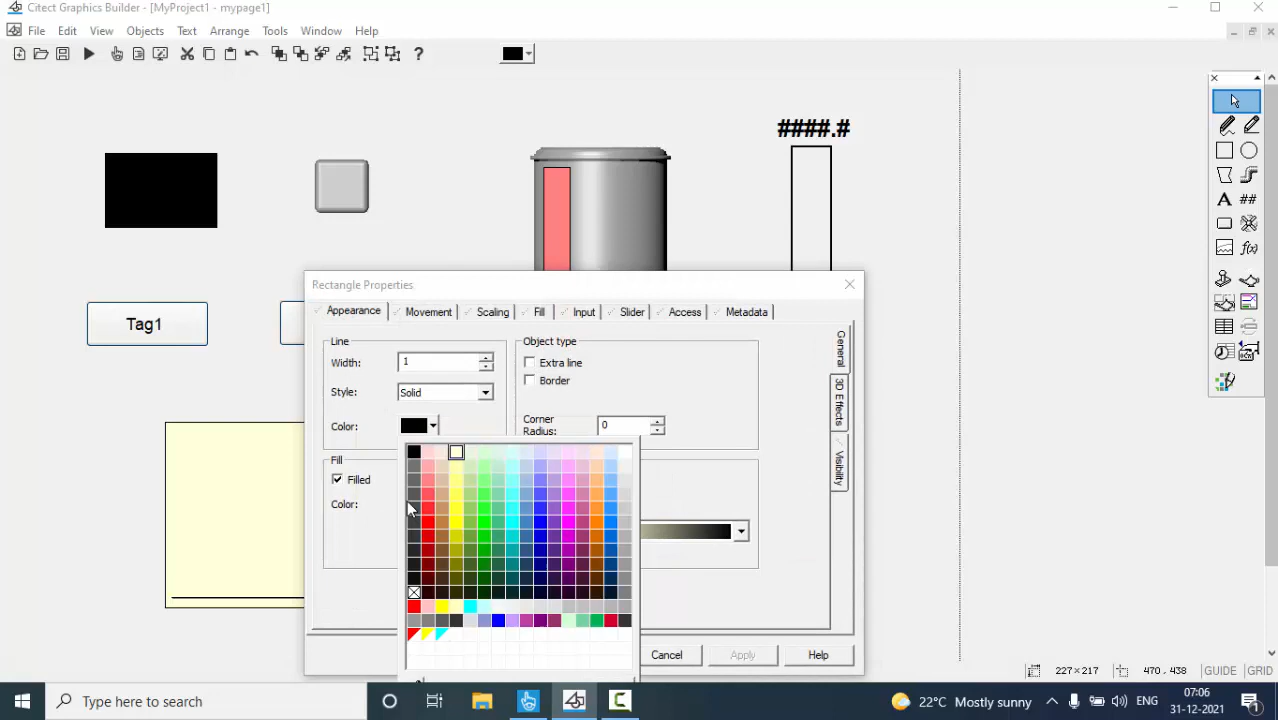 Citect Graphics Builder - [MyProject1 - mypage1]
File Edit View Objects Text Arrange Tools Window Help
####.#
Tag1
Rectangle Properties
Appearance Movement Scaling Fill Input Slider Access Metadata
Line
Width: 1
Style: Solid
Color:
Object type
Extra line
Border
Corner Radius: 0
General
3D Effects
Visibility
Fill
Filled
Color:
Cancel Apply Help
227×217 470 , 438 GUIDE GRID
A ##
f(x)
Type here to search
22°C Mostly sunny
ENG
07:06
31-12-2021
1